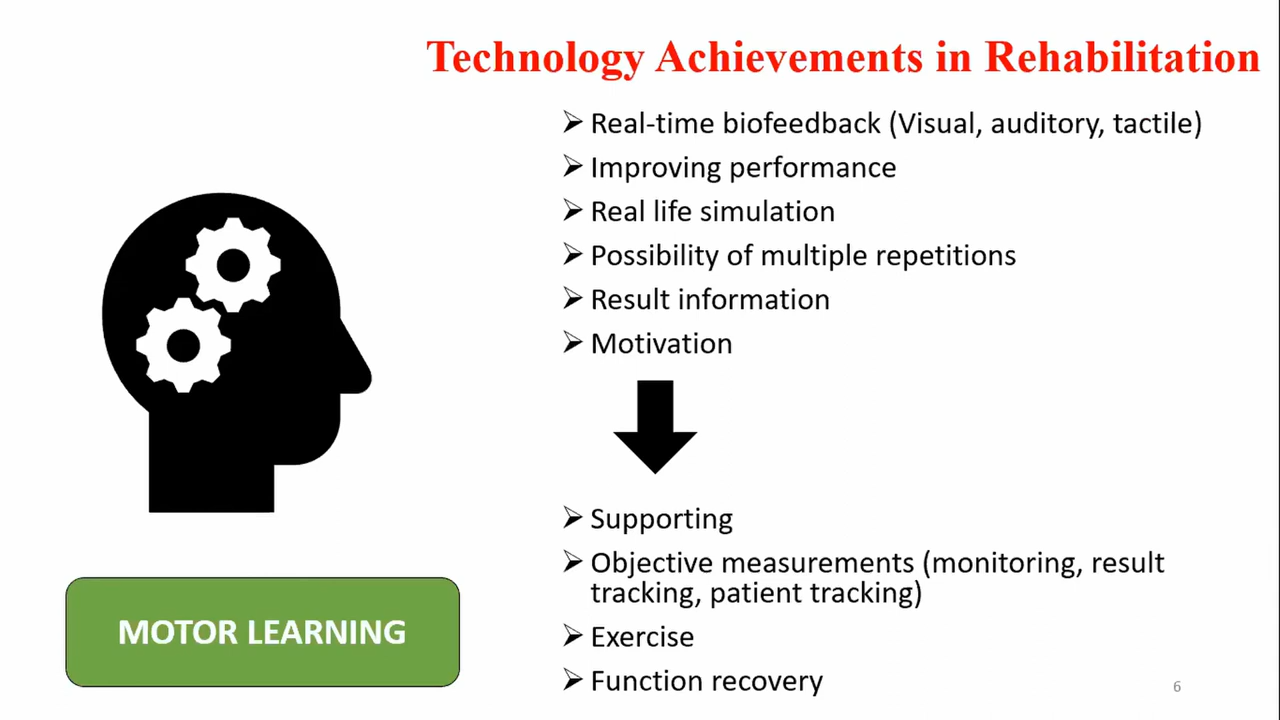 Technology Achievements in Rehabilitation
➢ Real-time biofeedback (Visual, auditory, tactile)
➢ Improving performance
➢ Real life simulation
➢ Possibility of multiple repetitions
➢ Result information
➢ Motivation
➢ Supporting
➢ Objective measurements (monitoring, result
tracking, patient tracking)
➢ Exercise
➢ Function recovery
MOTOR LEARNING
6